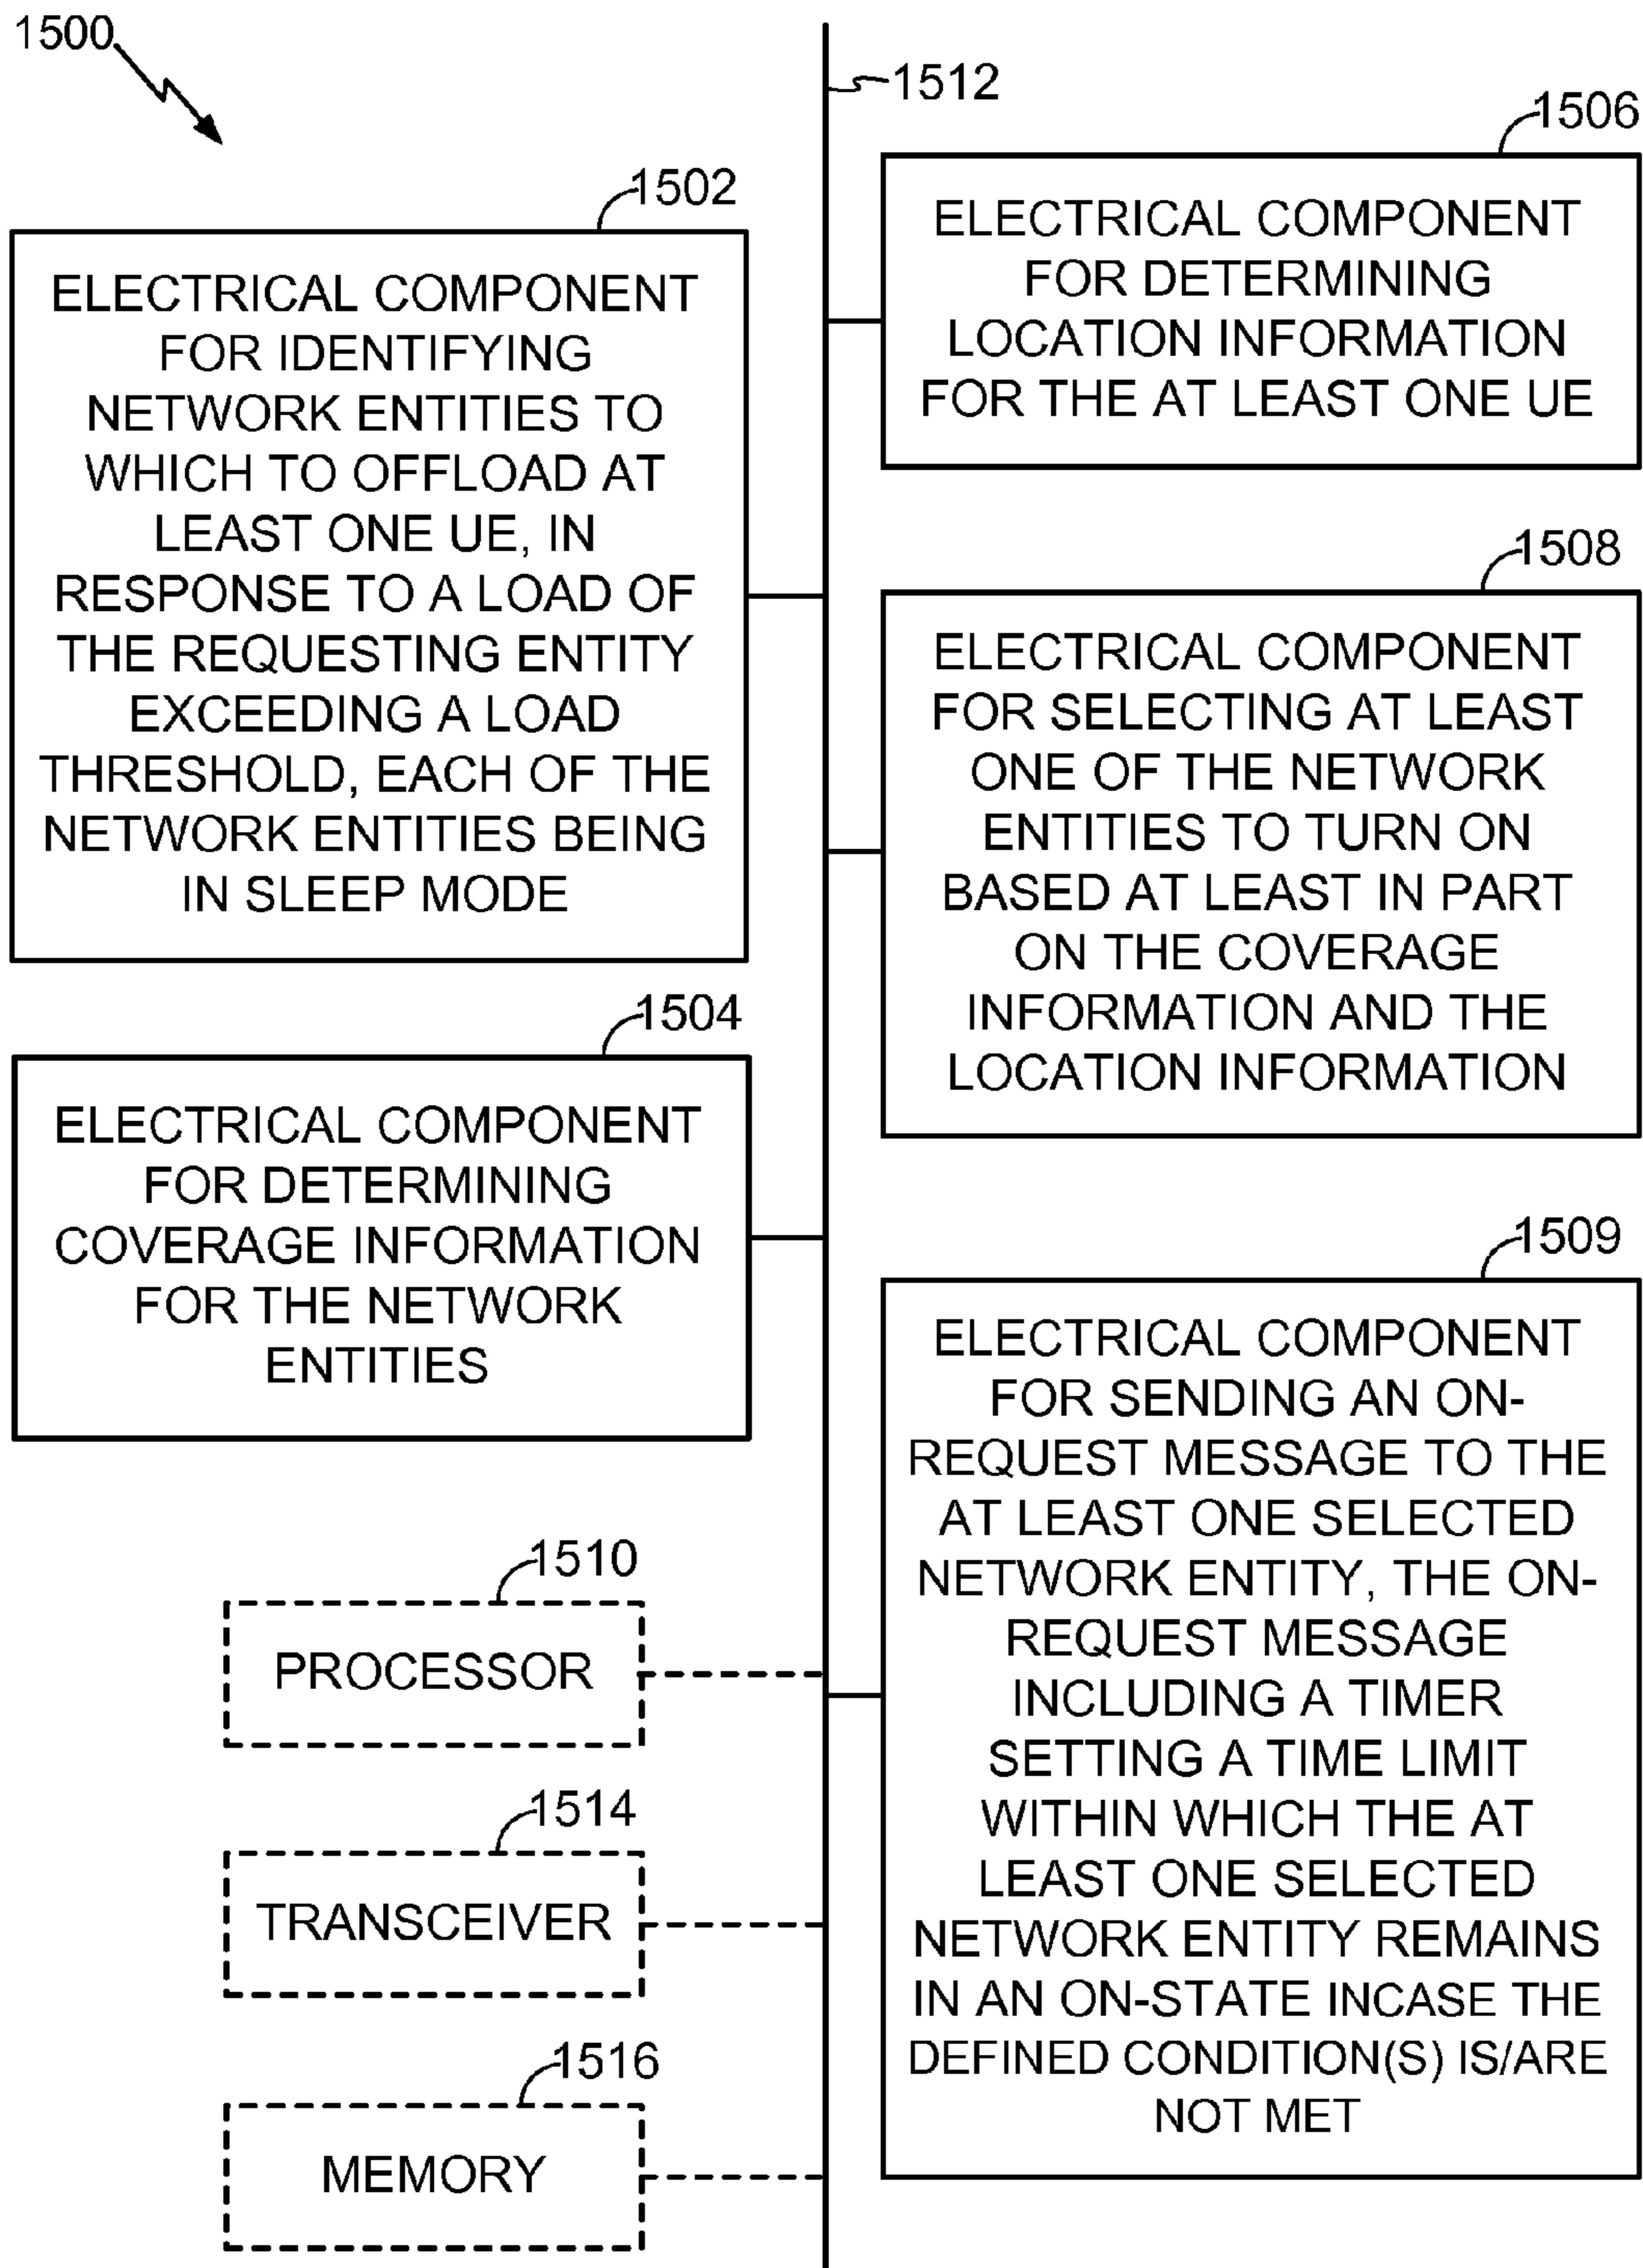 1500
1512
1502
ELECTRICAL COMPONENT
FOR IDENTIFYING
NETWORK ENTITIES TO
WHICH TO OFFLOAD AT
LEAST ONE UE, IN
RESPONSE TO A LOAD OF
THE REQUESTING ENTITY
EXCEEDING A LOAD
THRESHOLD, EACH OF THE
NETWORK ENTITIES BEING
IN SLEEP MODE
1504
ELECTRICAL COMPONENT
FOR DETERMINING
COVERAGE INFORMATION
FOR THE NETWORK
ENTITIES
1506
ELECTRICAL COMPONENT
FOR DETERMINING
LOCATION INFORMATION
FOR THE AT LEAST ONE UE
1508
ELECTRICAL COMPONENT
FOR SELECTING AT LEAST
ONE OF THE NETWORK
ENTITIES TO TURN ON
BASED AT LEAST IN PART
ON THE COVERAGE
INFORMATION AND THE
LOCATION INFORMATION
1509
ELECTRICAL COMPONENT
FOR SENDING AN ON-
REQUEST MESSAGE TO THE
AT LEAST ONE SELECTED
NETWORK ENTITY, THE ON-
REQUEST MESSAGE
INCLUDING A TIMER
SETTING A TIME LIMIT
WITHIN WHICH THE AT
LEAST ONE SELECTED
NETWORK ENTITY REMAINS
IN AN ON-STATE INCASE THE
DEFINED CONDITION(S) IS/ARE
NOT MET
1510
PROCESSOR
1514
TRANSCEIVER
1516
MEMORY